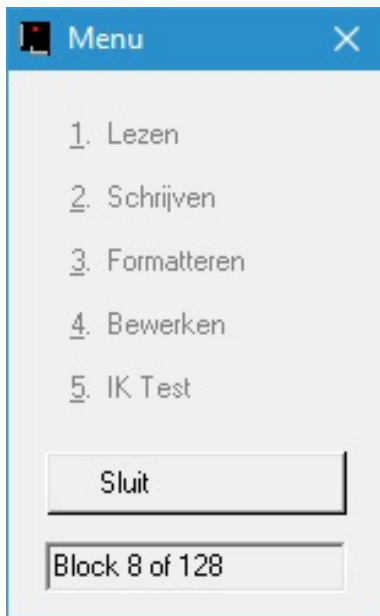 Menu
1. Lezen
2. Schrijven
3. Formatteren
4. Bewerken
5. IK Test
Sluit
Block 8 of 128